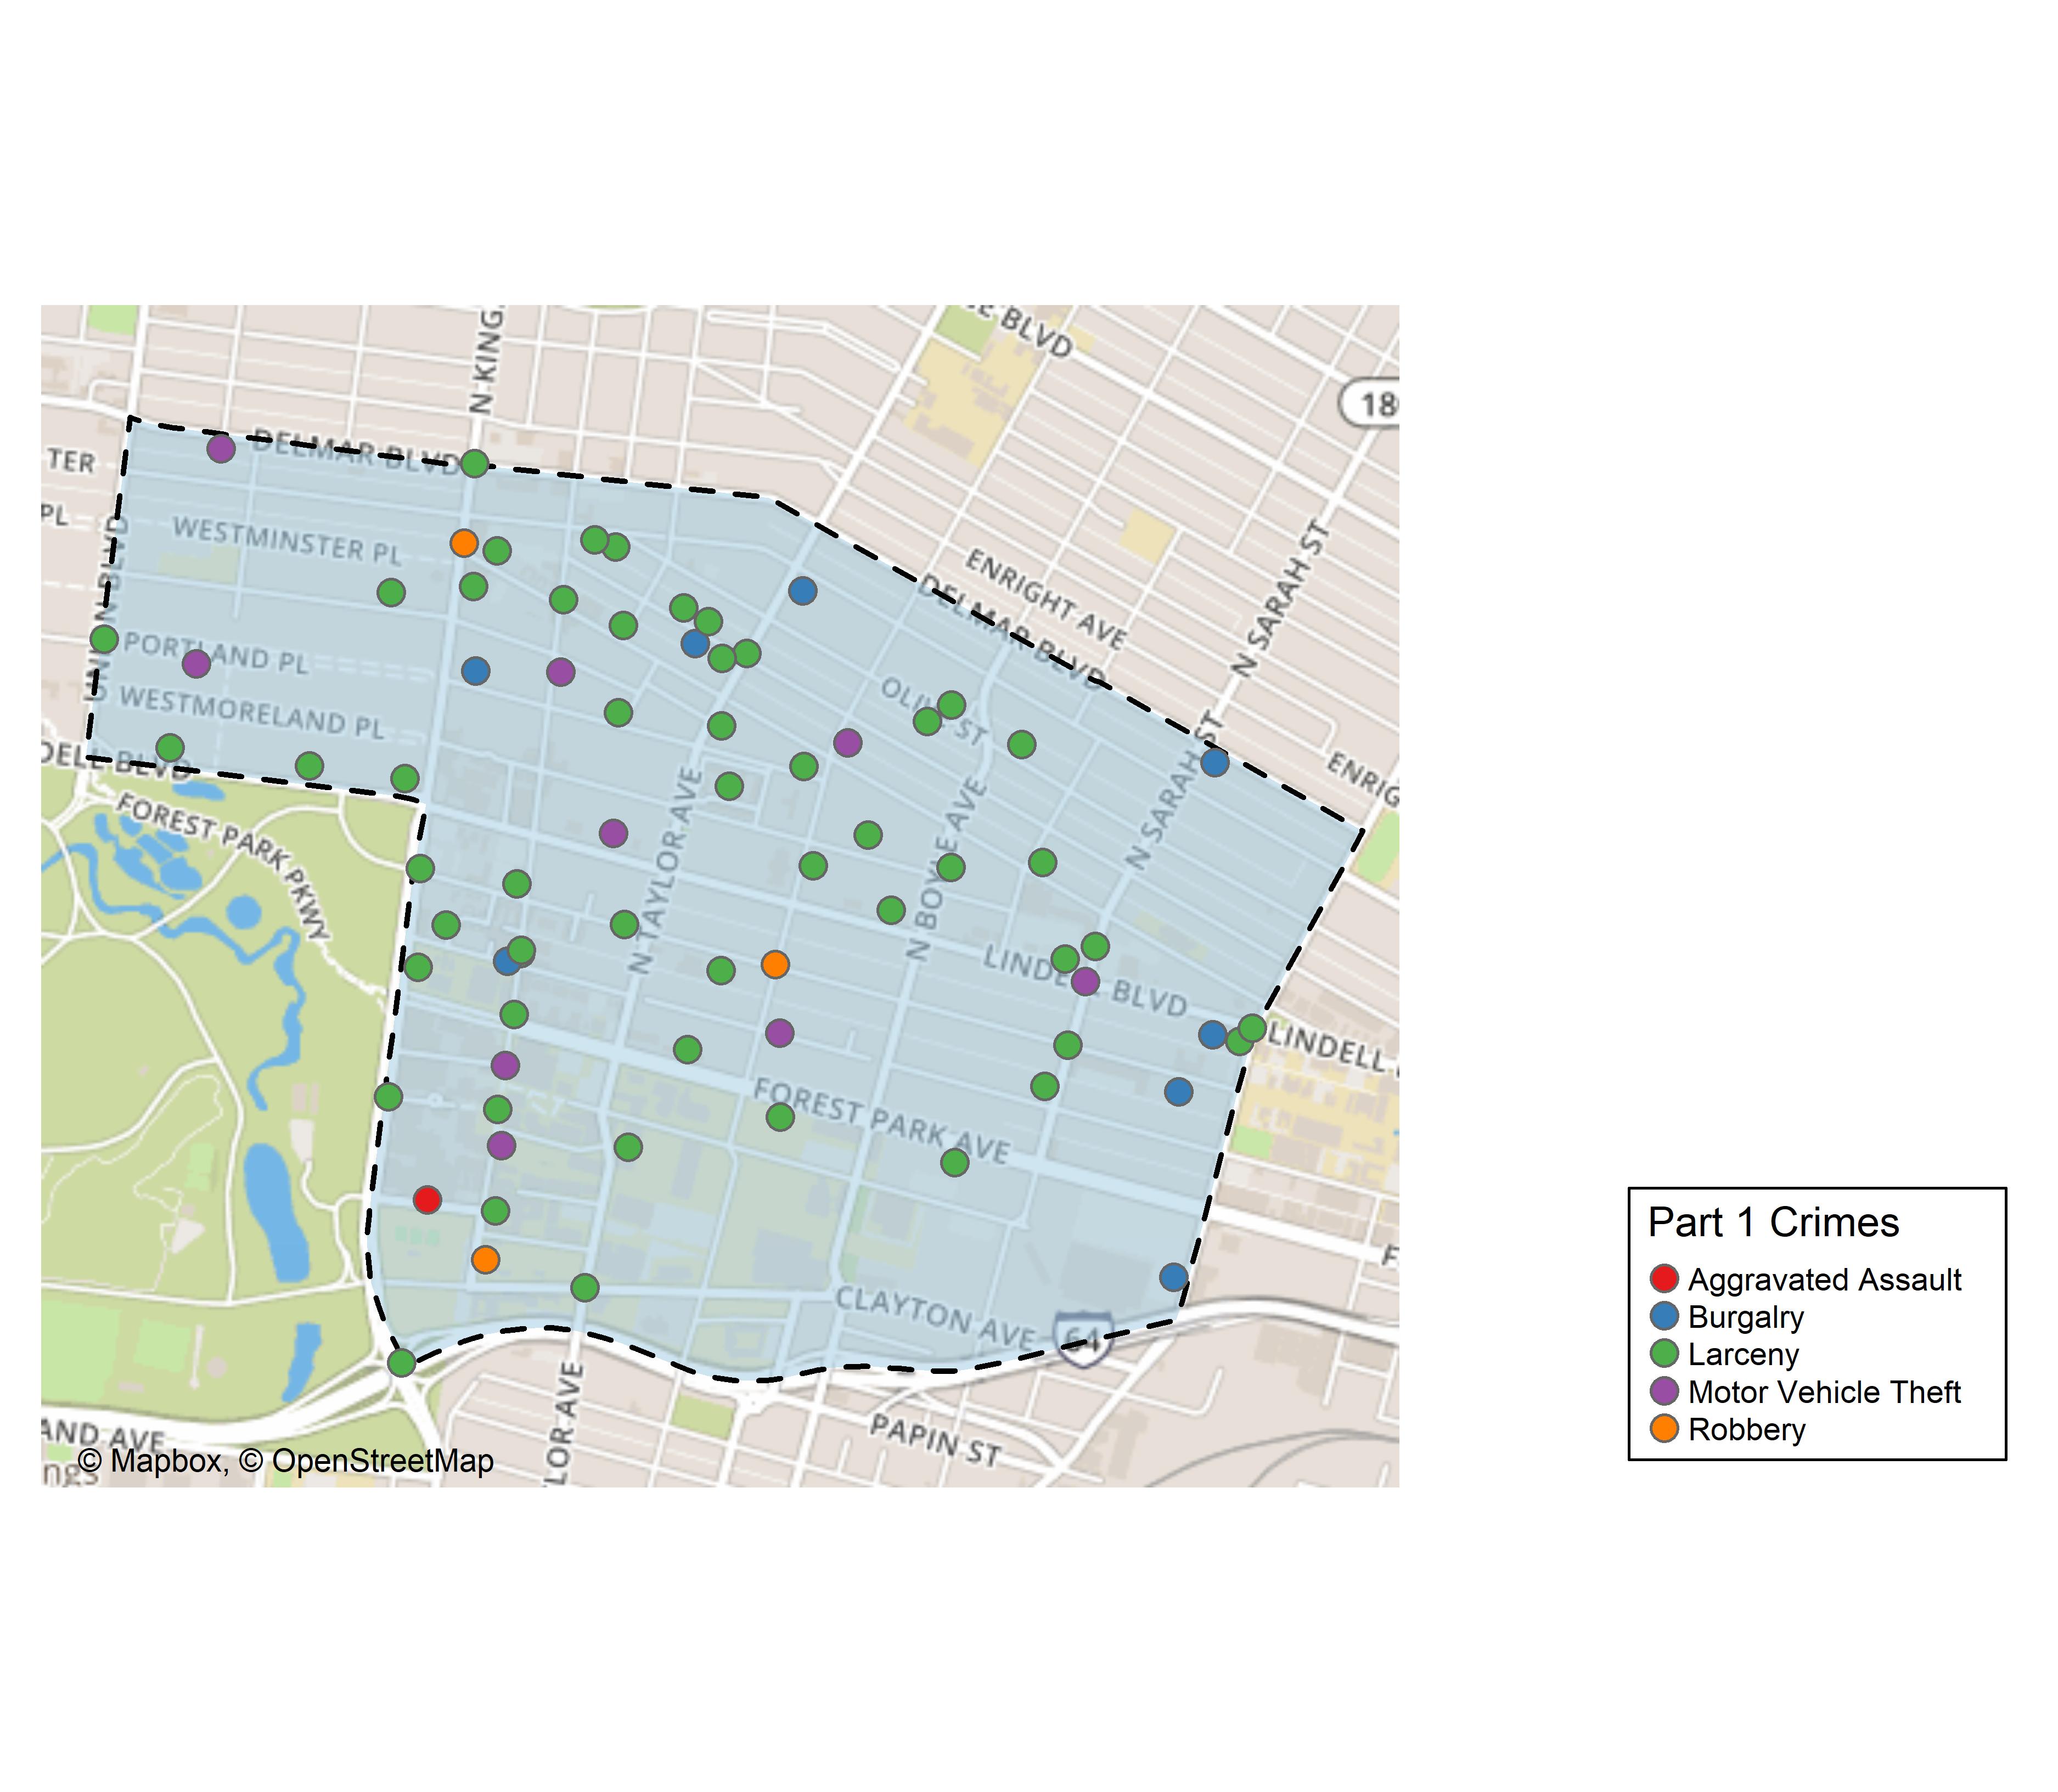 E BLVD
N KING
18
DELMAR BLVD
TER
PL
WESTMINSTER PL
N SARAH ST
ENRIGHT AVE
DELMAR BLVD
PORTLAND PL
WESTMORELAND PL
OLIVE ST
N SARAH ST
ENRIG
DELL BLVD
FOREST PARK PKWY
N TAYLOR AVE
N BOYLE AVE
LINDELL BLVD
LINDELL
FOREST PARK AVE
F
CLAYTON AVE
64
LOR AVE
PAPIN ST
AND AVE
ngs
© Mapbox, © OpenStreetMap
Part 1 Crimes
Aggravated Assault
Burgalry
Larceny
Motor Vehicle Theft
Robbery